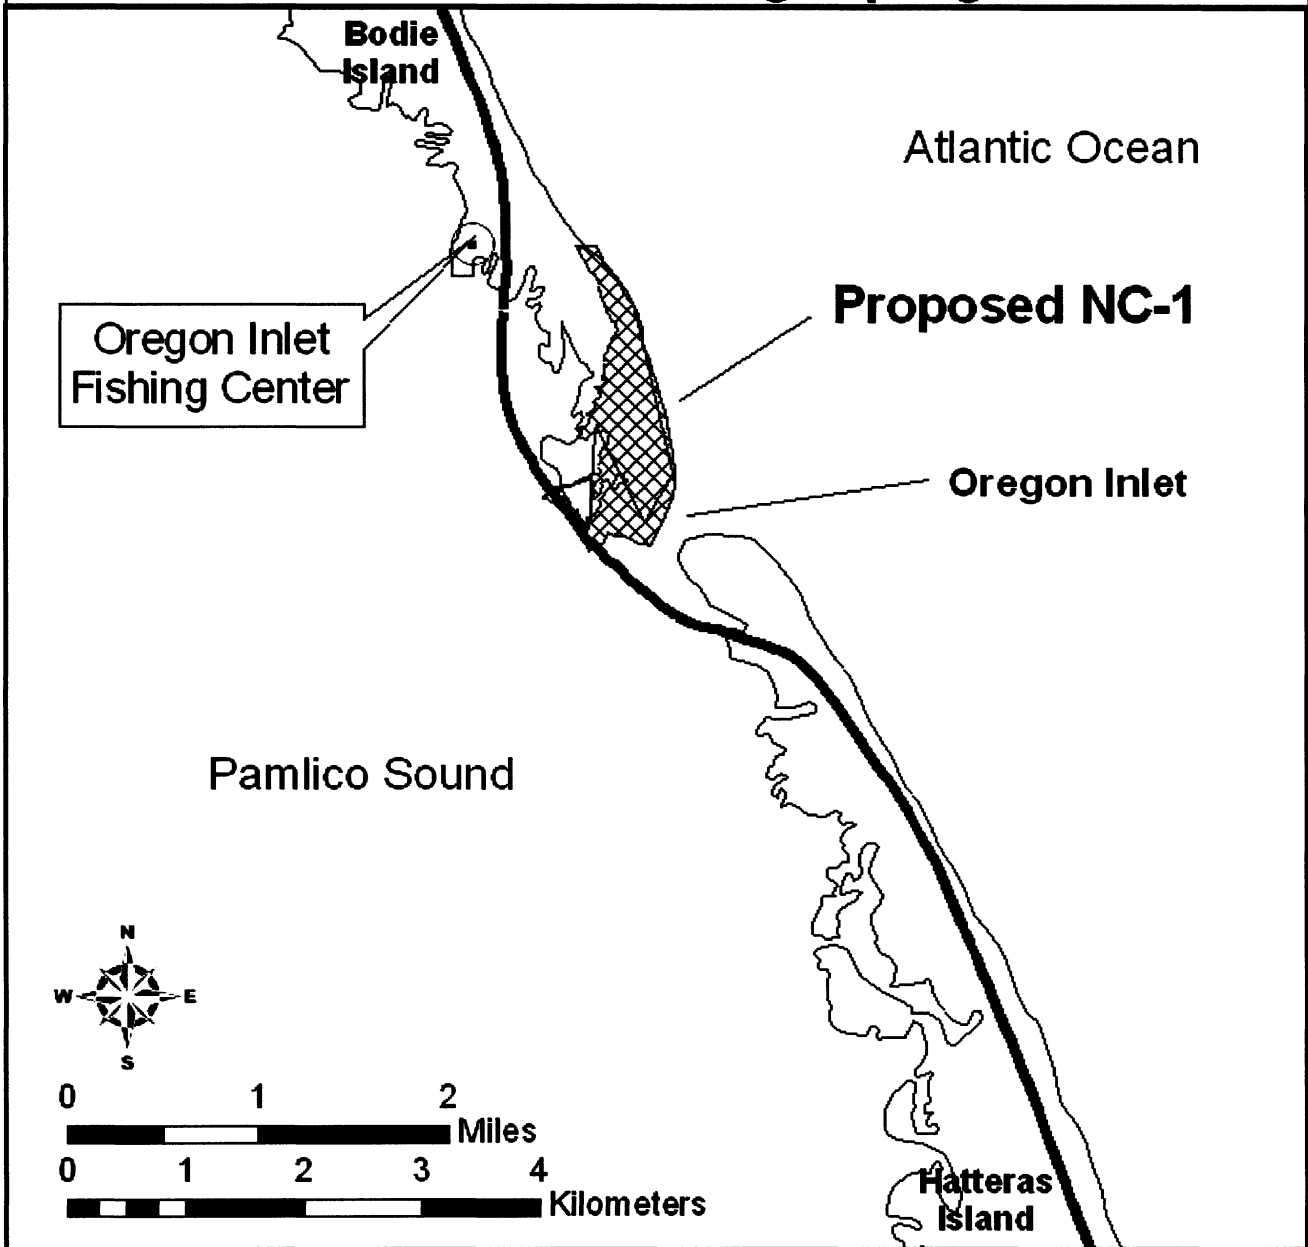 Bodie
Island
Atlantic Ocean
Proposed NC-1
Oregon Inlet
Fishing Center
Oregon Inlet
Pamlico Sound
N
W
E
S
0 1 2
Miles
0 1 2 3 4
Kilometers
Hatteras
Island